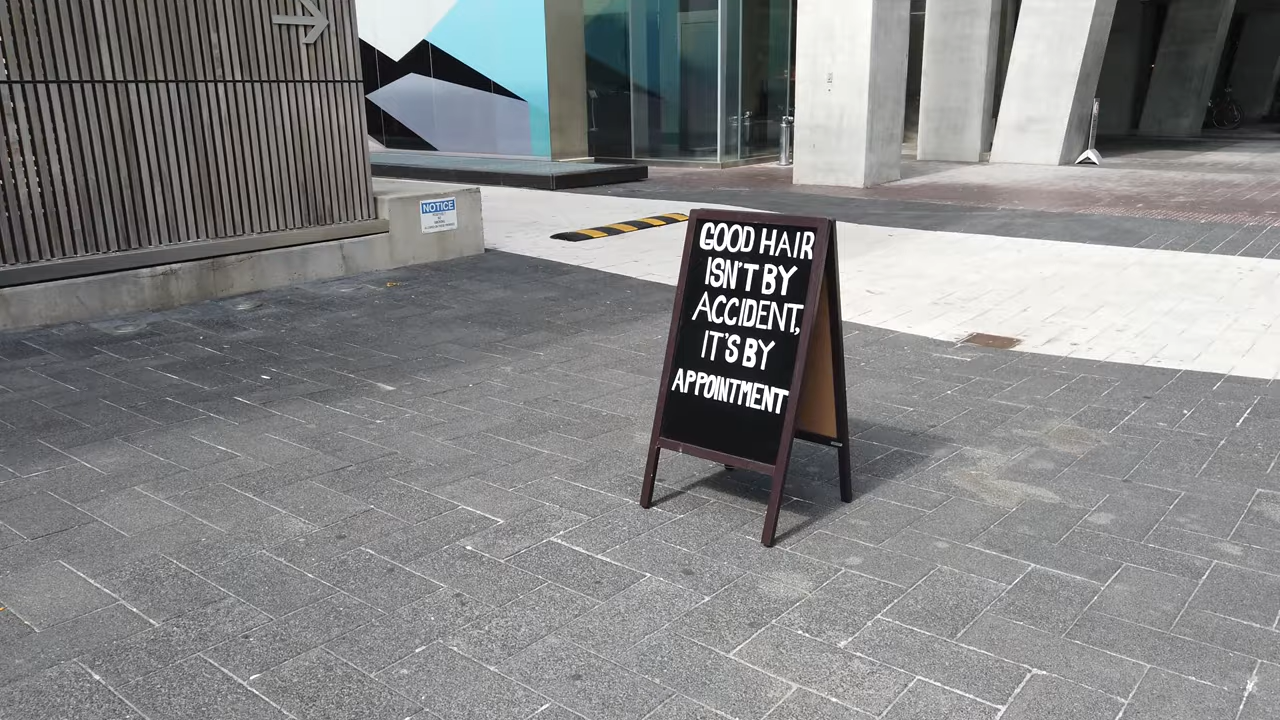 NOTICE
GOOD HAIR
ISN'T BY
ACCIDENT,
IT'S BY
APPOINTMENT